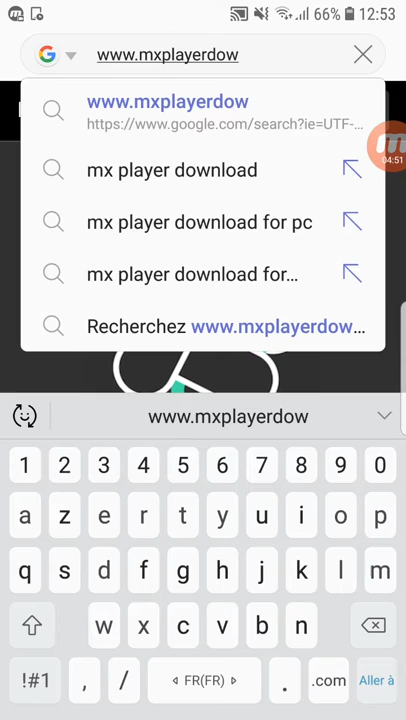 66% 12:53
www.mxplayerdow
www.mxplayerdow
https://www.google.com/search?ie=UTF-...
04:51
mx player download
mx player download for pc
mx player download for...
Recherchez www.mxplayerdow...
www.mxplayerdow
1 2 3 4 5 6 7 8 9 0
a z e r t y u i o p
q s d f g h j k l m
w x c v b n
!#1 , / FR(FR) . .com Aller à